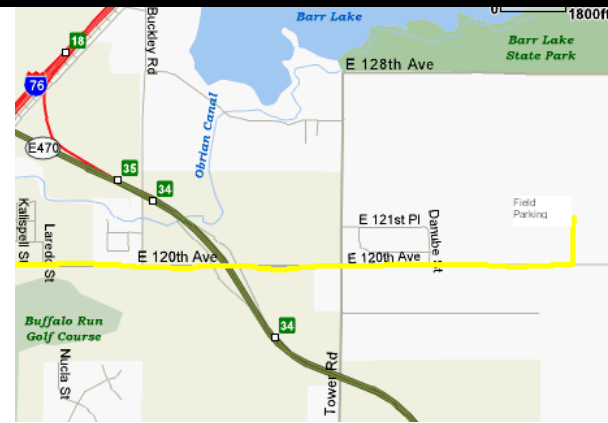 0
1800ft
Barr Lake
Barr Lake
State Park
Buckley Rd
18
76
E 128th Ave
Obrian Canal
E470
35
34
Kalispell St
Laredo St
E 121st Pl
Danube St
Field
Parking
E 120th Ave
E 120th Ave
Buffalo Run
Golf Course
34
Nucla St
Tower Rd